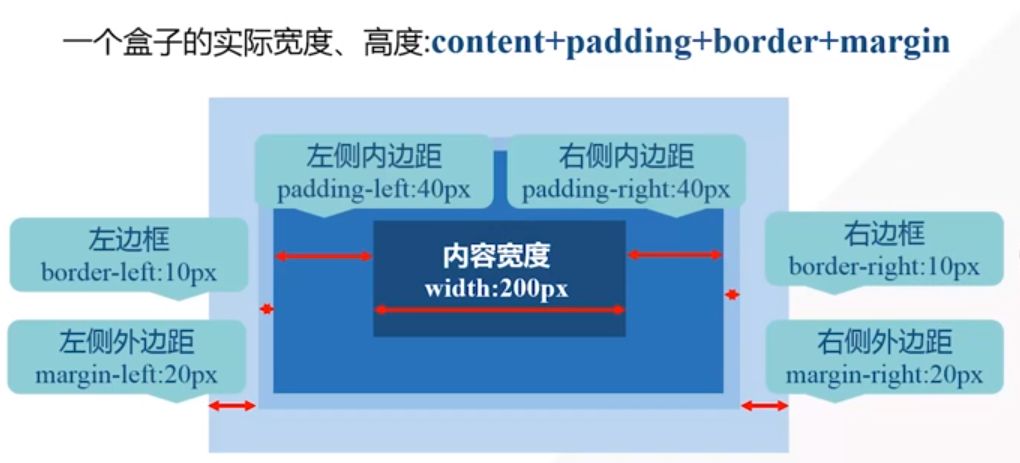 一个盒子的实际宽度、高度:content+padding+border+margin
左侧内边距
padding-left:40px
右侧内边距
padding-right:40px
左边框
border-left:10px
内容宽度
width:200px
右边框
border-right:10px
左侧外边距
margin-left:20px
右侧外边距
margin-right:20px